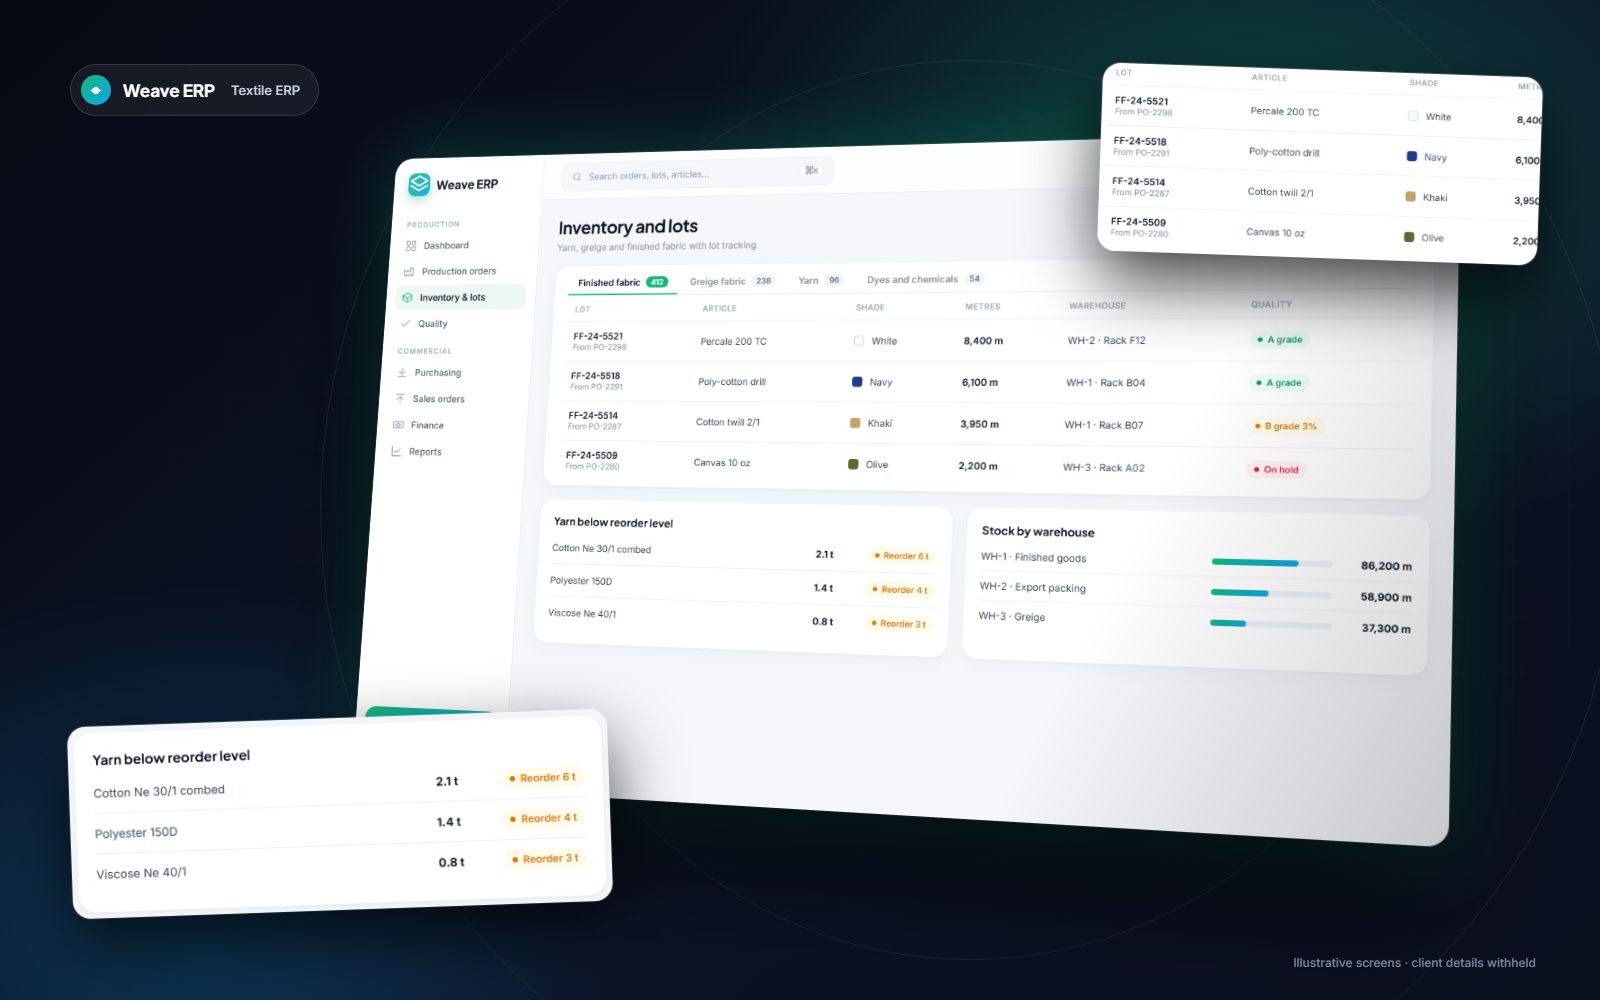 Weave ERP Textile ERP
LOT ARTICLE SHADE
FF-24-5521
From PO-2298
Percale 200 TC White
FF-24-5518
From PO-2291
Poly-cotton drill Navy 6,100
FF-24-5514
From PO-2287
Cotton twill 2/1 Khaki
FF-24-5509
From PO-2280
Canvas 10 oz Olive
Weave ERP
Search orders, lots, articles... ⌘K
PRODUCTION
Dashboard
Production orders
Inventory & lots
Quality
COMMERCIAL
Purchasing
Sales orders
Finance
Reports
Inventory and lots
Yarn, greige and finished fabric with lot tracking
Finished fabric 412 Greige fabric 238 Yarn 96 Dyes and chemicals 54
LOT ARTICLE SHADE METRES WAREHOUSE QUALITY
FF-24-5521
From PO-2298
Percale 200 TC White 8,400 m WH-2 · Rack F12 A grade
FF-24-5518
From PO-2291
Poly-cotton drill Navy 6,100 m WH-1 · Rack B04 A grade
FF-24-5514
From PO-2287
Cotton twill 2/1 Khaki 3,950 m WH-1 · Rack B07 B grade 3%
FF-24-5509
From PO-2280
Canvas 10 oz Olive 2,200 m WH-3 · Rack A02 On hold
Yarn below reorder level
Cotton Ne 30/1 combed 2.1 t Reorder 6 t
Polyester 150D 1.4 t Reorder 4 t
Viscose Ne 40/1 0.8 t Reorder 3 t
Stock by warehouse
WH-1 · Finished goods 86,200 m
WH-2 · Export packing 58,900 m
WH-3 · Greige 37,300 m
Yarn below reorder level
Cotton Ne 30/1 combed 2.1 t Reorder 6 t
Polyester 150D 1.4 t Reorder 4 t
Viscose Ne 40/1 0.8 t Reorder 3 t
Illustrative screens · client details withheld